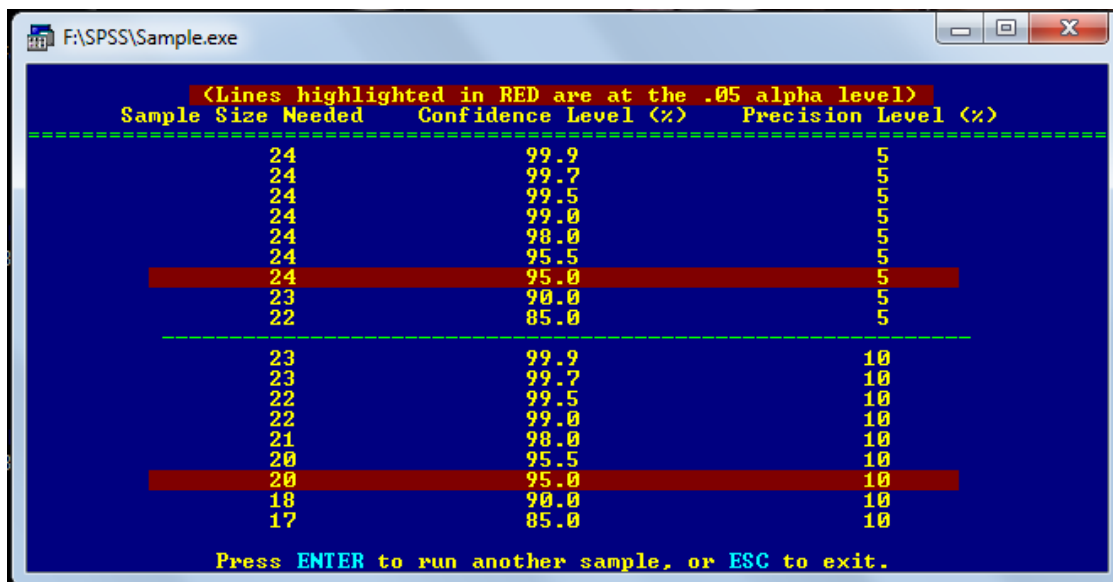 F:\SPSS\Sample.exe
(Lines highlighted in RED are at the .05 alpha level)
Sample Size Needed Confidence Level (%) Precision Level (%)
================================================================================
24 99.9 5
24 99.7 5
24 99.5 5
24 99.0 5
24 98.0 5
24 95.5 5
24 95.0 5
23 90.0 5
22 85.0 5
------------------------------------------------------------
23 99.9 10
23 99.7 10
22 99.5 10
22 99.0 10
21 98.0 10
20 95.5 10
20 95.0 10
18 90.0 10
17 85.0 10
Press ENTER to run another sample, or ESC to exit.